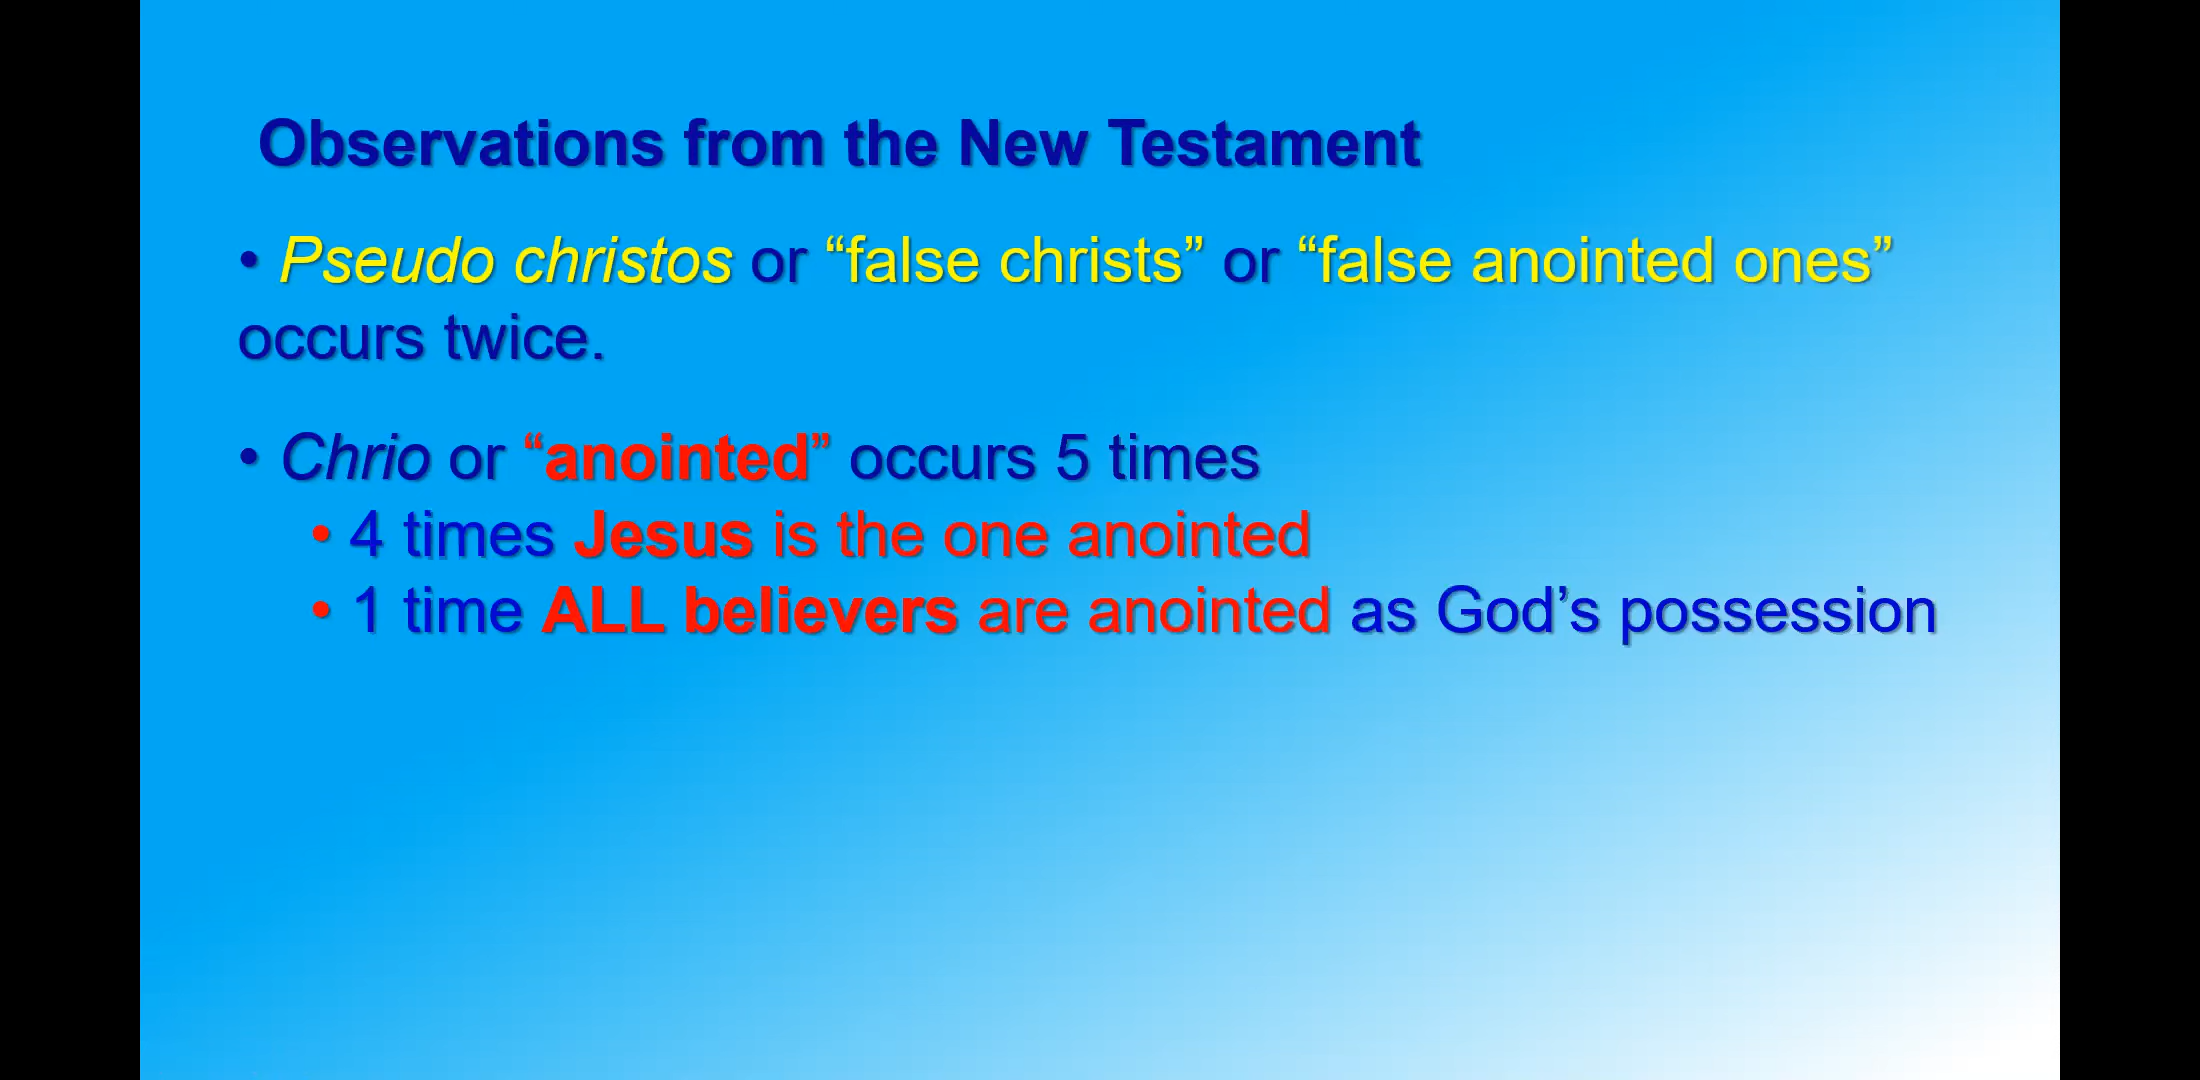 Observations from the New Testament
• Pseudo christos or “false christs” or “false anointed ones”
occurs twice.
• Chrio or “anointed” occurs 5 times
• 4 times Jesus is the one anointed
• 1 time ALL believers are anointed as God’s possession